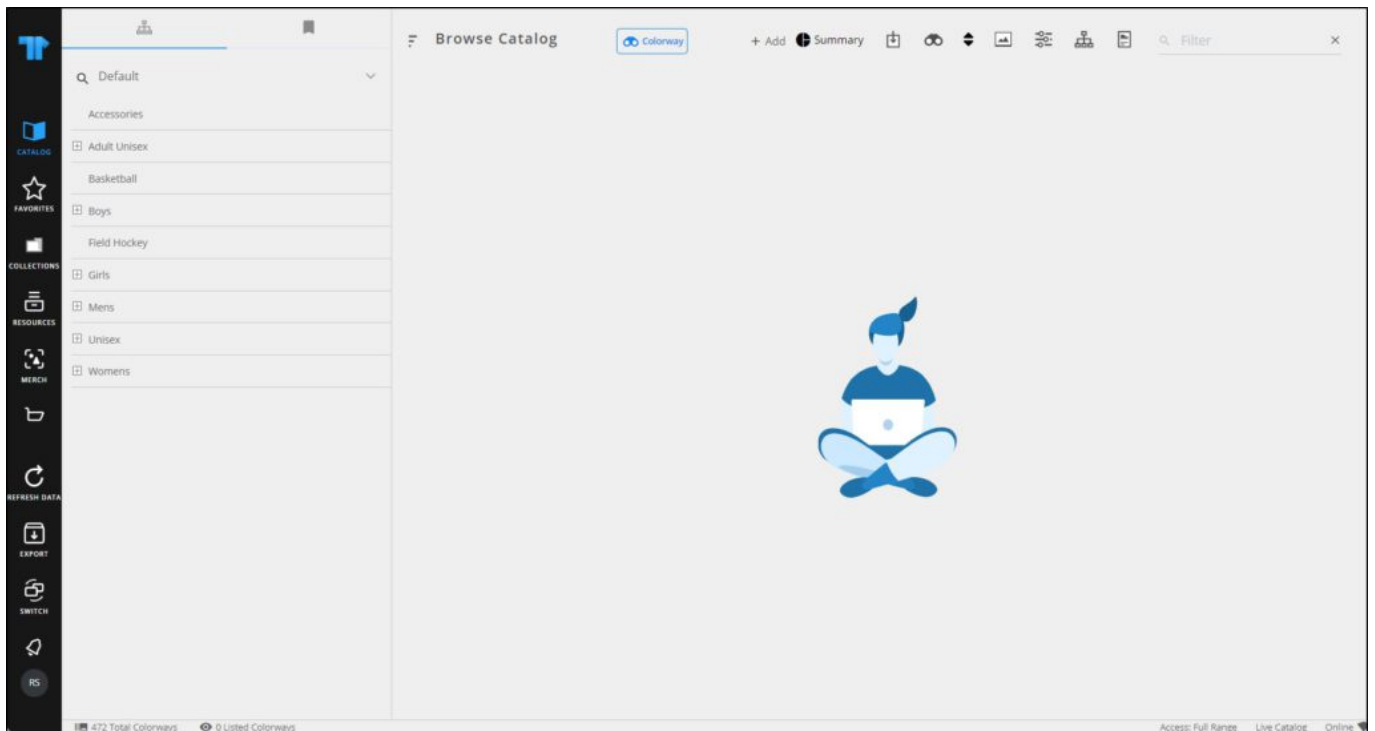 Browse Catalog
Colorway
+ Add
Summary
Filter
Default
Accessories
Adult Unisex
Basketball
Boys
Field Hockey
Girls
Mens
Unisex
Womens
CATALOG
FAVORITES
COLLECTIONS
RESOURCES
MERCH
REFRESH DATA
EXPORT
SWITCH
RS
472 Total Colorways
0 Listed Colorways
Access: Full Range
Live Catalog
Online